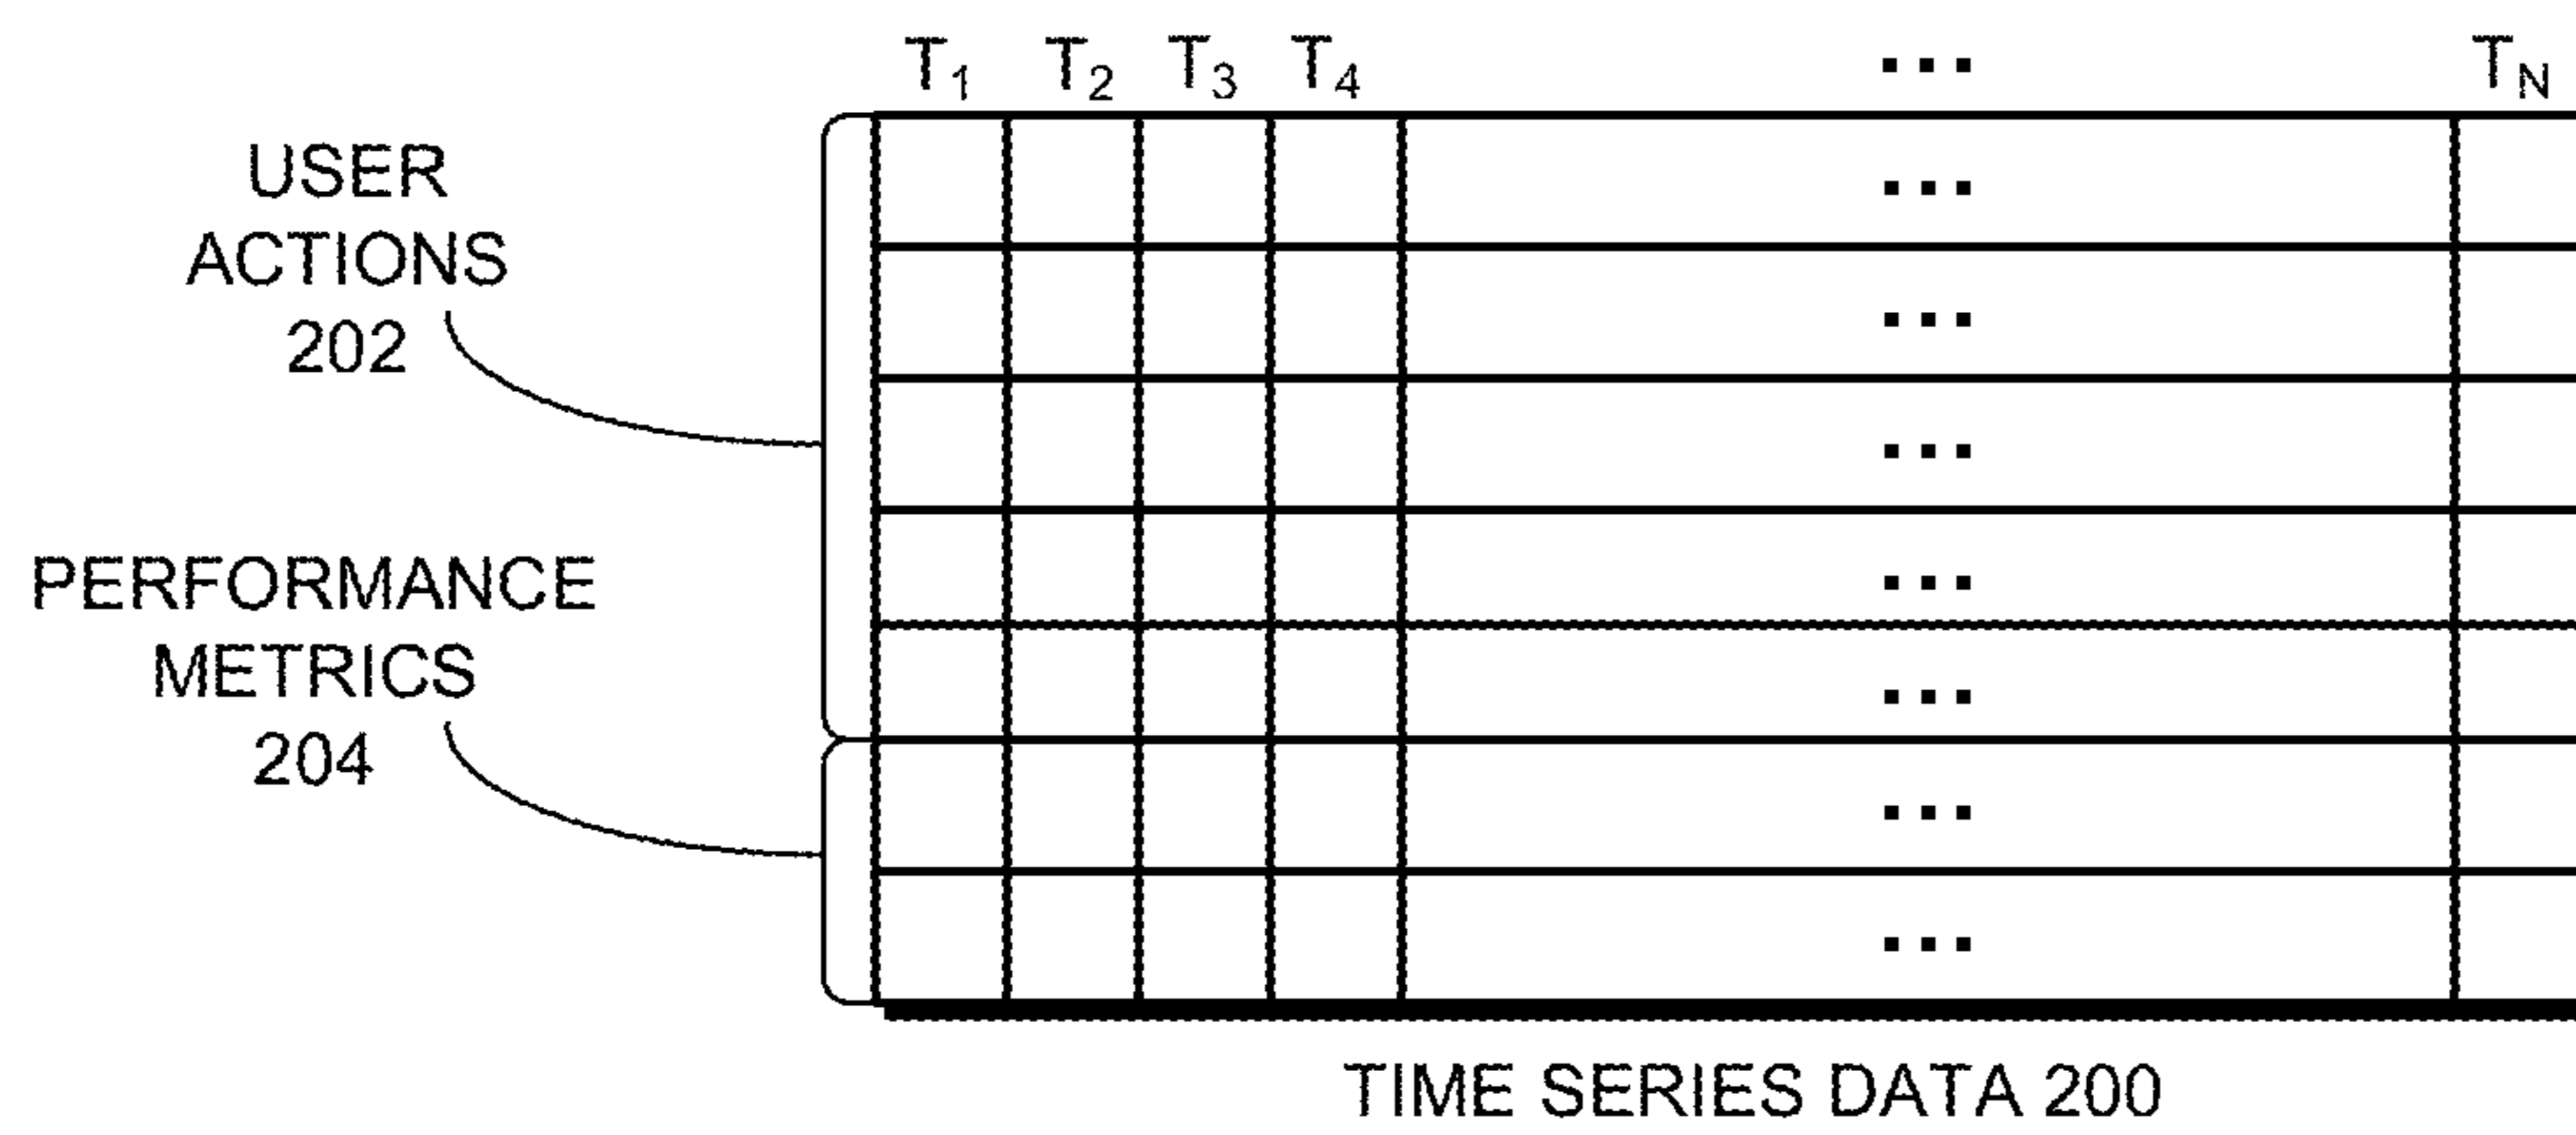 T1 T2 T3 T4 ... TN
USER
ACTIONS
202
...
...
...
...
PERFORMANCE
METRICS
204
...
...
...
TIME SERIES DATA 200